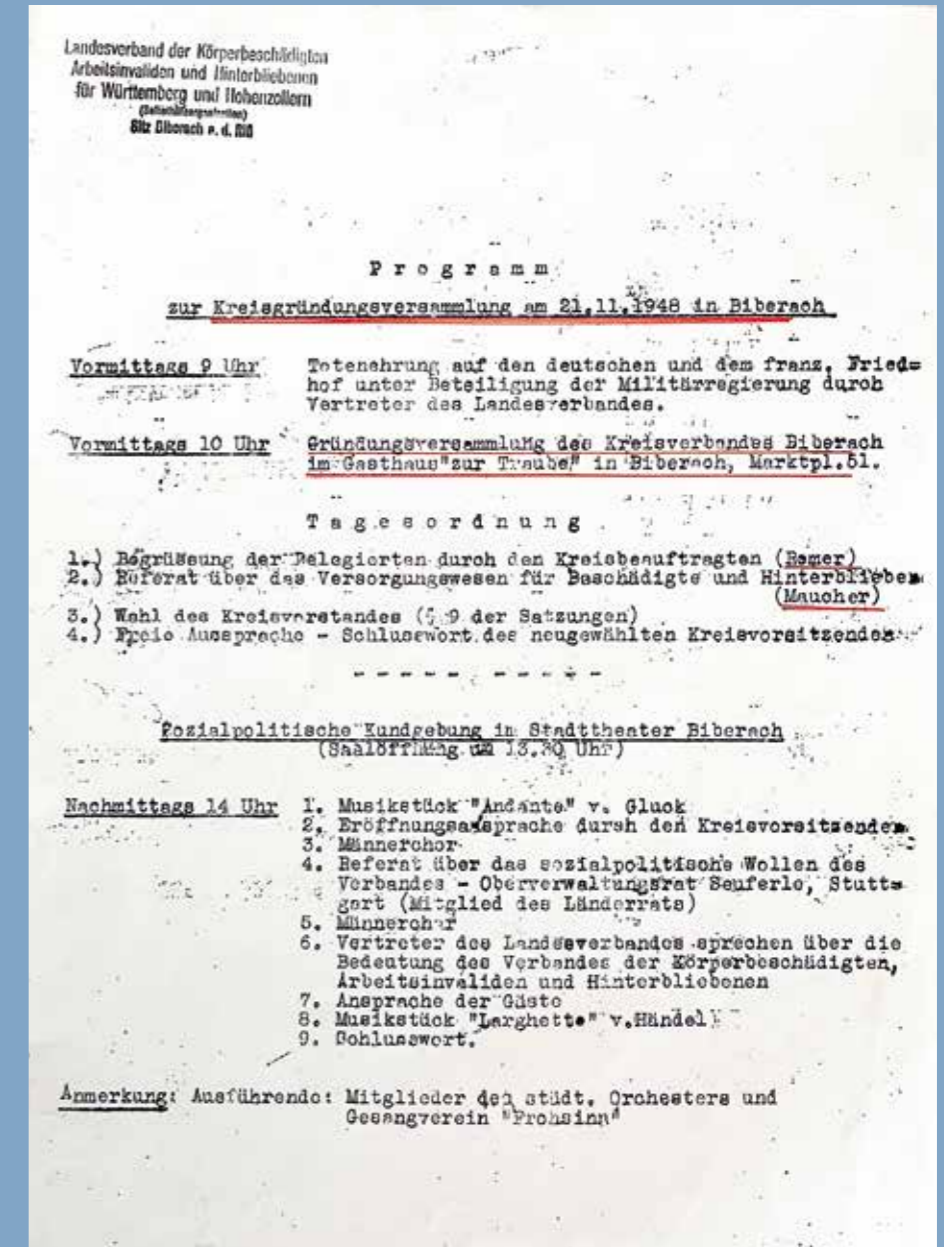 Landesverband der Körperbeschädigten
Arbeitsinvaliden und Hinterbliebenen
für Württemberg und Hohenzollern
Sitz Biberach a. d. Riß
Programm
zur Kreisgründungsversammlung am 21.11.1948 in Biberach
Vormittags 9 Uhr Totenehrung auf den deutschen und dem franz. Fried=
hof unter Beteiligung der Militärregierung durch
Vertreter des Landesverbandes.
Vormittags 10 Uhr Gründungsversammlung des Kreisverbandes Biberach
im Gasthaus "zur Traube" in Biberach, Marktpl.51.
Tagesordnung
1.) Begrüssung der Delegierten durch den Kreisbeauftragten (Romer)
2.) Referat über das Versorgungswesen für Beschädigte und Hinterblieben
(Maucher)
3.) Wahl des Kreisvorstandes (§ 9 der Satzungen)
4.) Freie Aussprache - Schlusswort des neugewählten Kreisvorsitzenden
Sozialpolitische Kundgebung im Stadttheater Biberach
(Saalöffnung um 13.30 Uhr)
Nachmittags 14 Uhr 1. Musikstück "Andante" v. Gluck
2. Eröffnungsansprache dursh den Kreisvorsitzenden
3. Männerchor
4. Referat über das sozialpolitische Wollen des
Verbandes - Oberverwaltungsrat Seuferle, Stutt=
gart (Mitglied des Länderrats)
5. Männerchor
6. Vertreter des Landesverbandes sprechen über die
Bedeutung des Verbandes der Körperbeschädigten,
Arbeitsinvaliden und Hinterbliebenen
7. Ansprache der Gäste
8. Musikstück "Larghetto" v.Händel
9. Schlusswort.
Anmerkung: Ausführende: Mitglieder des städt. Orchesters und
Gesangverein "Frohsinn"